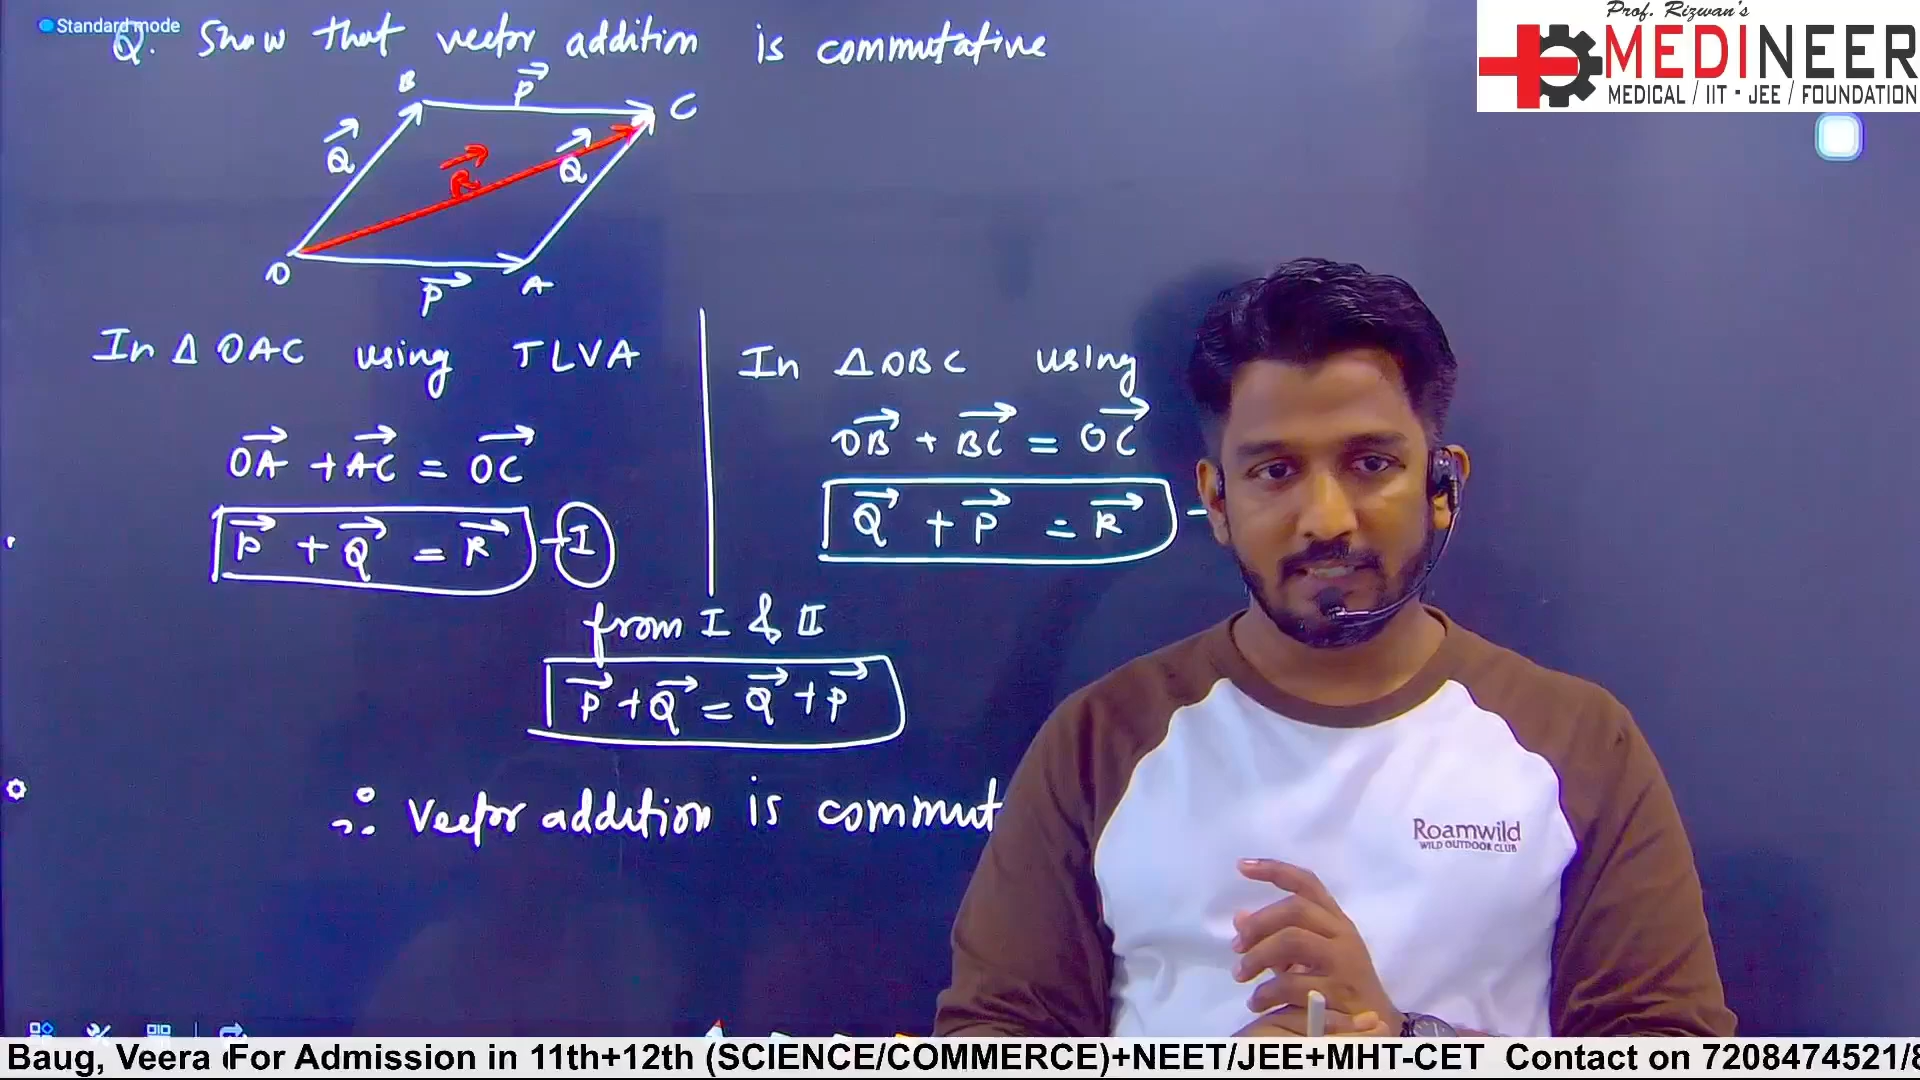 Standard mode
Q. Show that vector addition is commutative
B P C
Q R Q
O P A
In Δ OAC using TLVA
OA + AC = OC
P + Q = R - I
In Δ OBC using
OB + BC = OC
Q + P = R -
from I & II
P + Q = Q + P
∴ Vector addition is commut
Prof. Rizwan's
MEDINEER
MEDICAL / IIT - JEE / FOUNDATION
Roamwild
WILD OUTDOOR CLUB
Baug, Veera For Admission in 11th+12th (SCIENCE/COMMERCE)+NEET/JEE+MHT-CET Contact on 7208474521/8